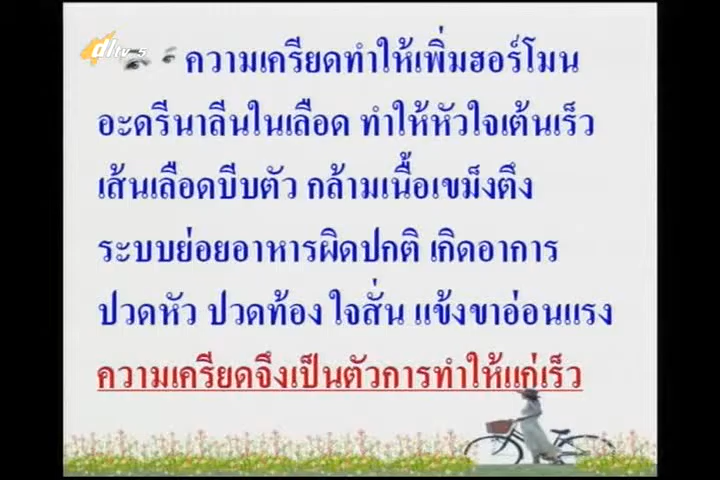 dltv 5
ความเครียดทำให้เพิ่มฮอร์โมน
อะดรีนาลีนในเลือด ทำให้หัวใจเต้นเร็ว
เส้นเลือดบีบตัว กล้ามเนื้อเขม็งตึง
ระบบย่อยอาหารผิดปกติ เกิดอาการ
ปวดหัว ปวดท้อง ใจสั่น แข้งขาอ่อนแรง
ความเครียดจึงเป็นตัวการทำให้แก่เร็ว